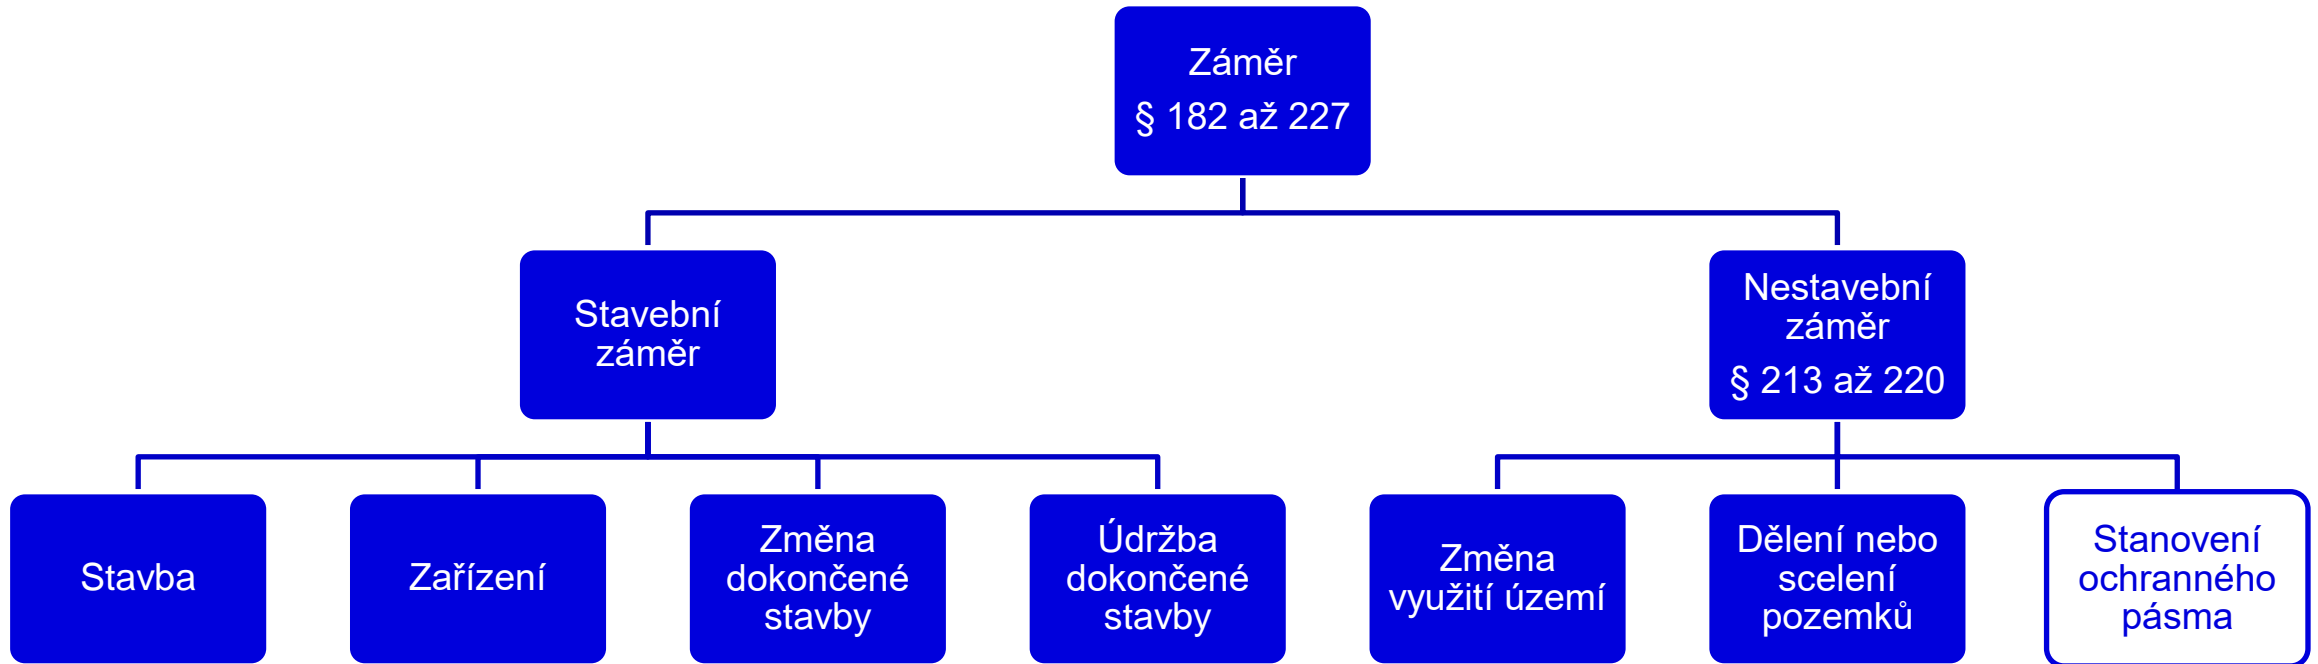 Záměr
§ 182 až 227
Stavební
záměr
Nestavební
záměr
§ 213 až 220
Stavba
Zařízení
Změna
dokončené
stavby
Údržba
dokončené
stavby
Změna
využití území
Dělení nebo
scelení
pozemků
Stanovení
ochranného
pásma